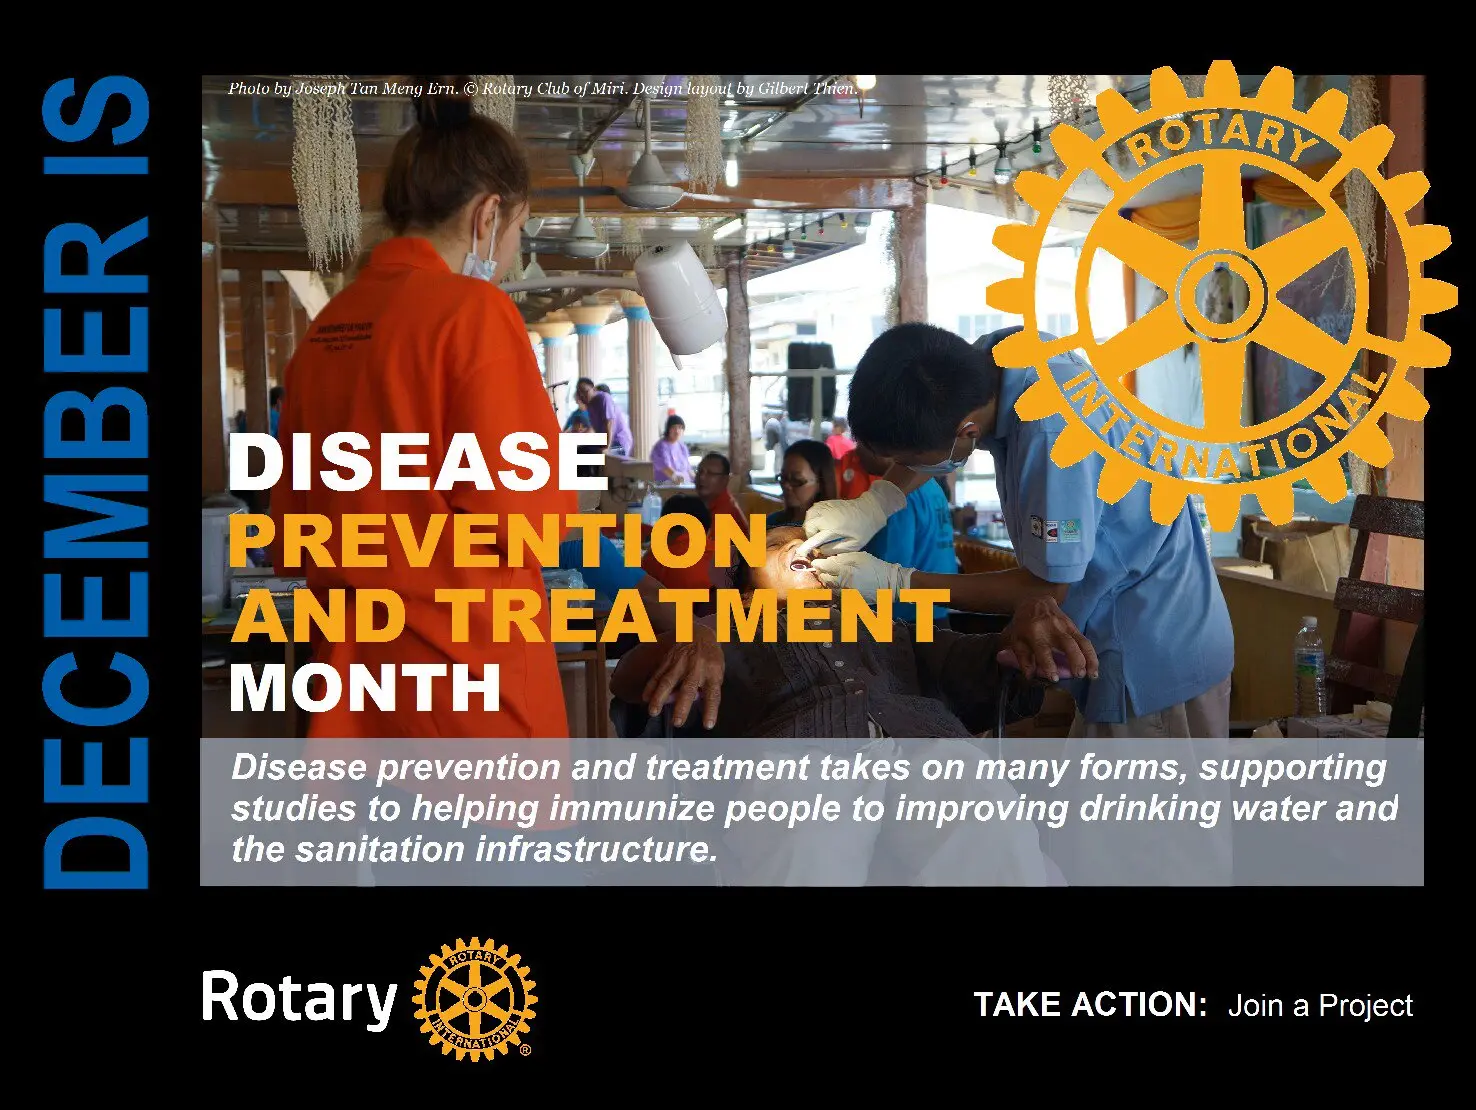 DECEMBER IS
Photo by Joseph Tan Meng Ern. © Rotary Club of Miri. Design layout by Gilbert Thien.
ROTARY
INTERNATIONAL
DISEASE
PREVENTION
AND TREATMENT
MONTH
Disease prevention and treatment takes on many forms, supporting
studies to helping immunize people to improving drinking water and
the sanitation infrastructure.
Rotary
ROTARY
INTERNATIONAL
®
TAKE ACTION: Join a Project